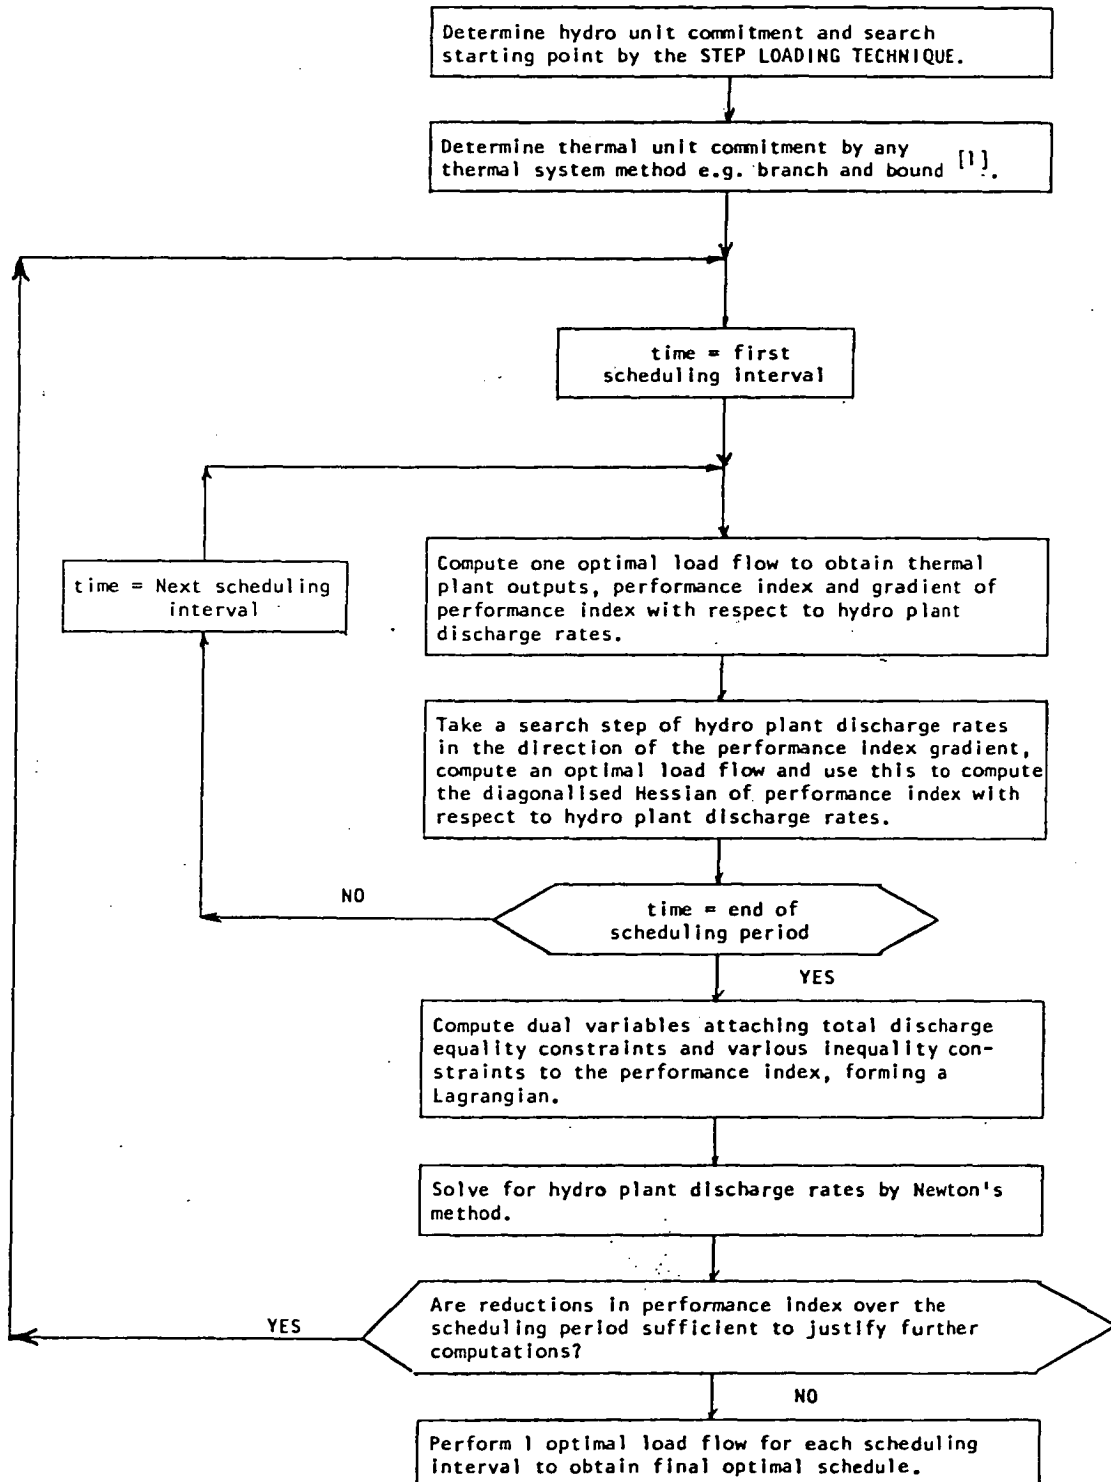 Determine hydro unit commitment and search
starting point by the STEP LOADING TECHNIQUE.
Determine thermal unit commitment by any
thermal system method e.g. branch and bound [1].
time = first
scheduling interval
time = Next scheduling
interval
Compute one optimal load flow to obtain thermal
plant outputs, performance index and gradient of
performance index with respect to hydro plant
discharge rates.
Take a search step of hydro plant discharge rates
in the direction of the performance index gradient,
compute an optimal load flow and use this to compute
the diagonalised Hessian of performance index with
respect to hydro plant discharge rates.
NO
time = end of
scheduling period
YES
Compute dual variables attaching total discharge
equality constraints and various inequality con-
straints to the performance index, forming a
Lagrangian.
Solve for hydro plant discharge rates by Newton's
method.
YES
Are reductions in performance index over the
scheduling period sufficient to justify further
computations?
NO
Perform 1 optimal load flow for each scheduling
interval to obtain final optimal schedule.